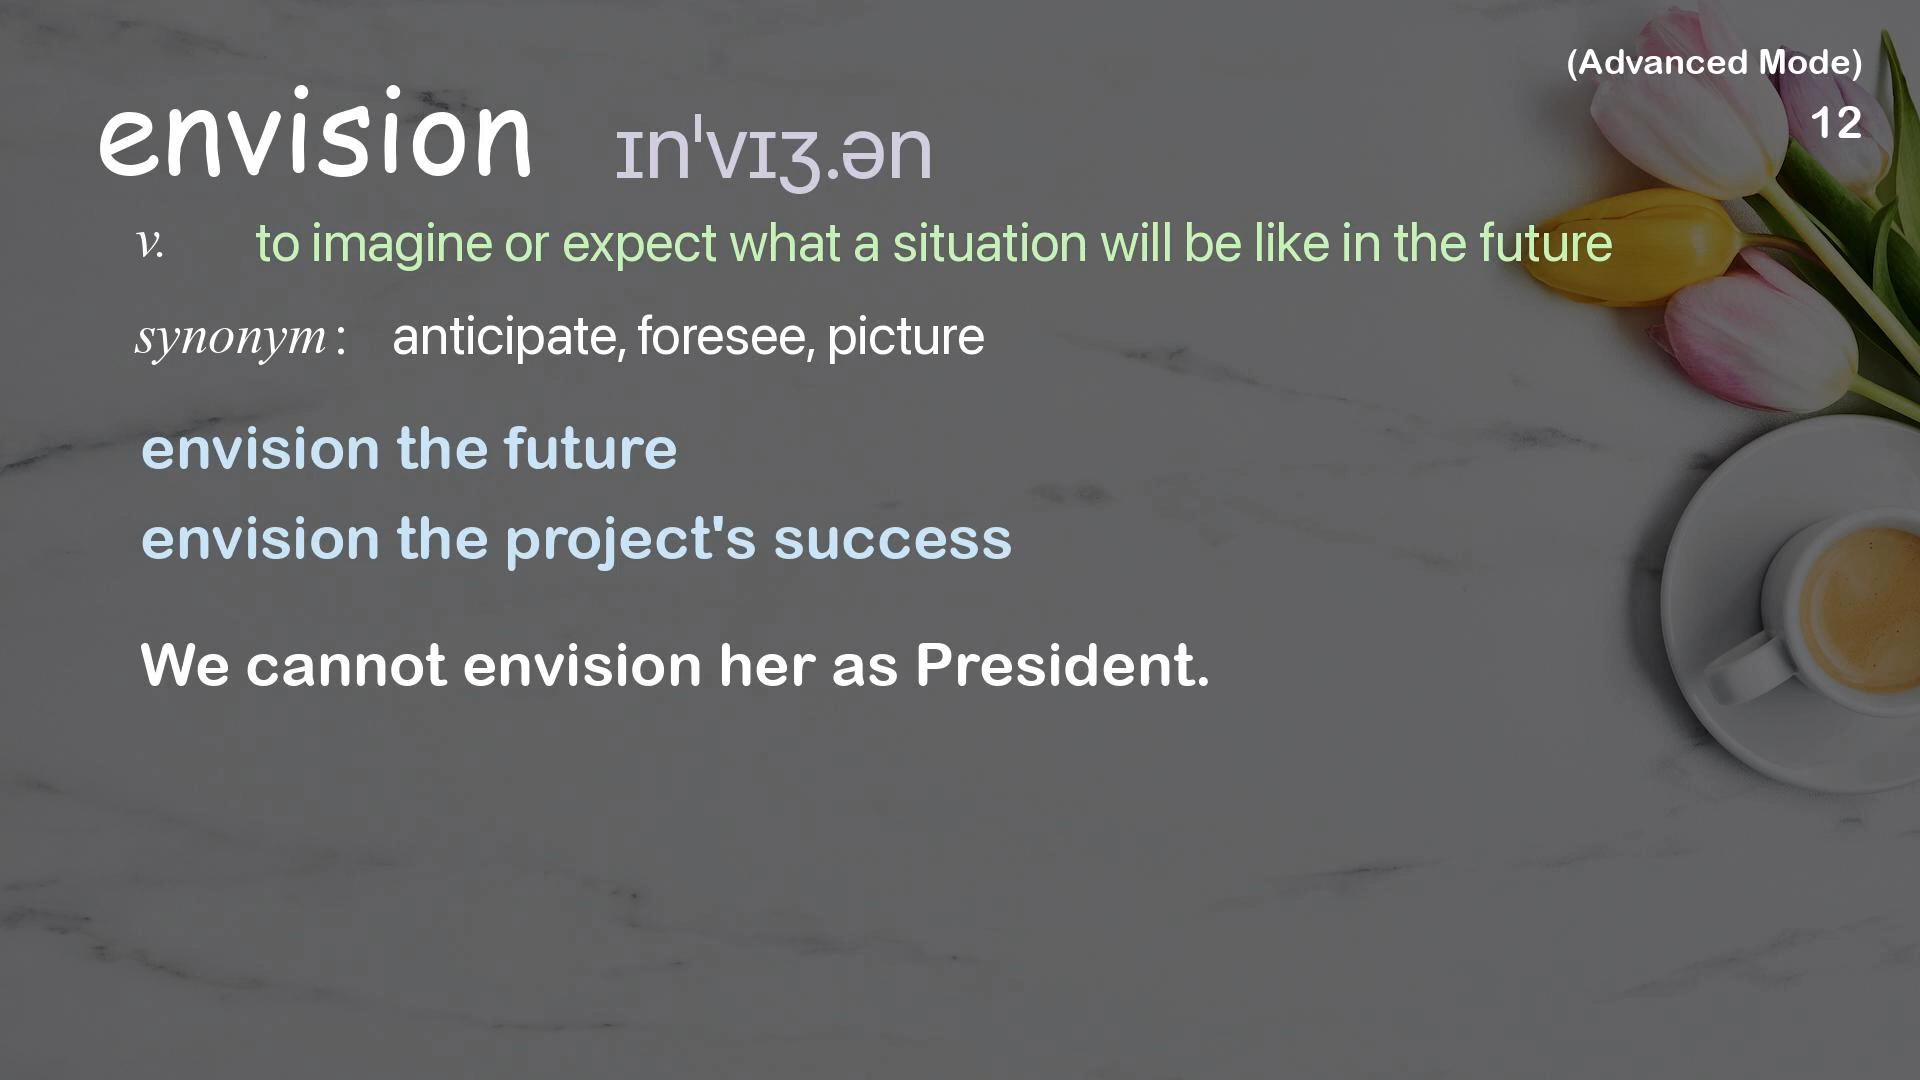 (Advanced Mode)
12
envision ɪnˈvɪʒ.ən
v. to imagine or expect what a situation will be like in the future
synonym : anticipate, foresee, picture
envision the future
envision the project's success
We cannot envision her as President.